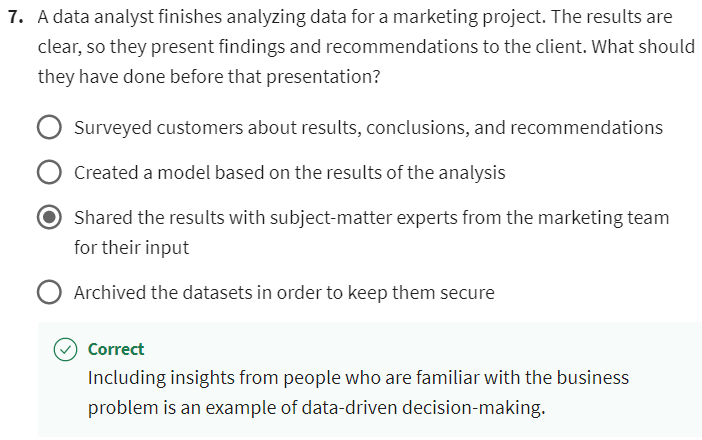 7. A data analyst finishes analyzing data for a marketing project. The results are
clear, so they present findings and recommendations to the client. What should
they have done before that presentation?
Surveyed customers about results, conclusions, and recommendations
Created a model based on the results of the analysis
Shared the results with subject-matter experts from the marketing team
for their input
Archived the datasets in order to keep them secure
Correct
Including insights from people who are familiar with the business
problem is an example of data-driven decision-making.